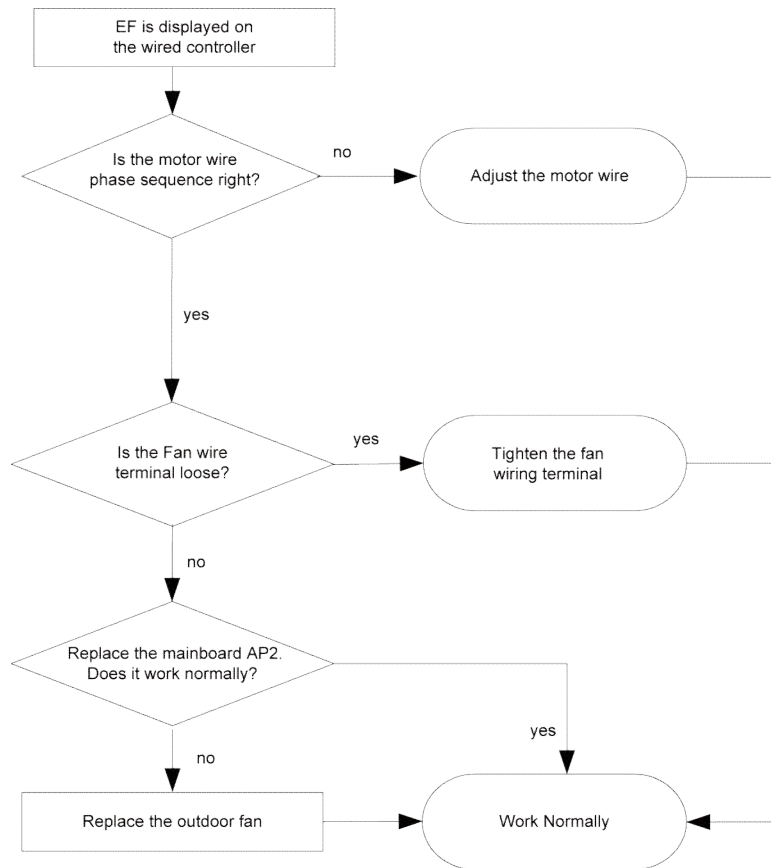 EF is displayed on
the wired controller
Is the motor wire
phase sequence right?
no
Adjust the motor wire
yes
Is the Fan wire
terminal loose?
yes
Tighten the fan
wiring terminal
no
Replace the mainboard AP2.
Does it work normally?
yes
no
Replace the outdoor fan
Work Normally